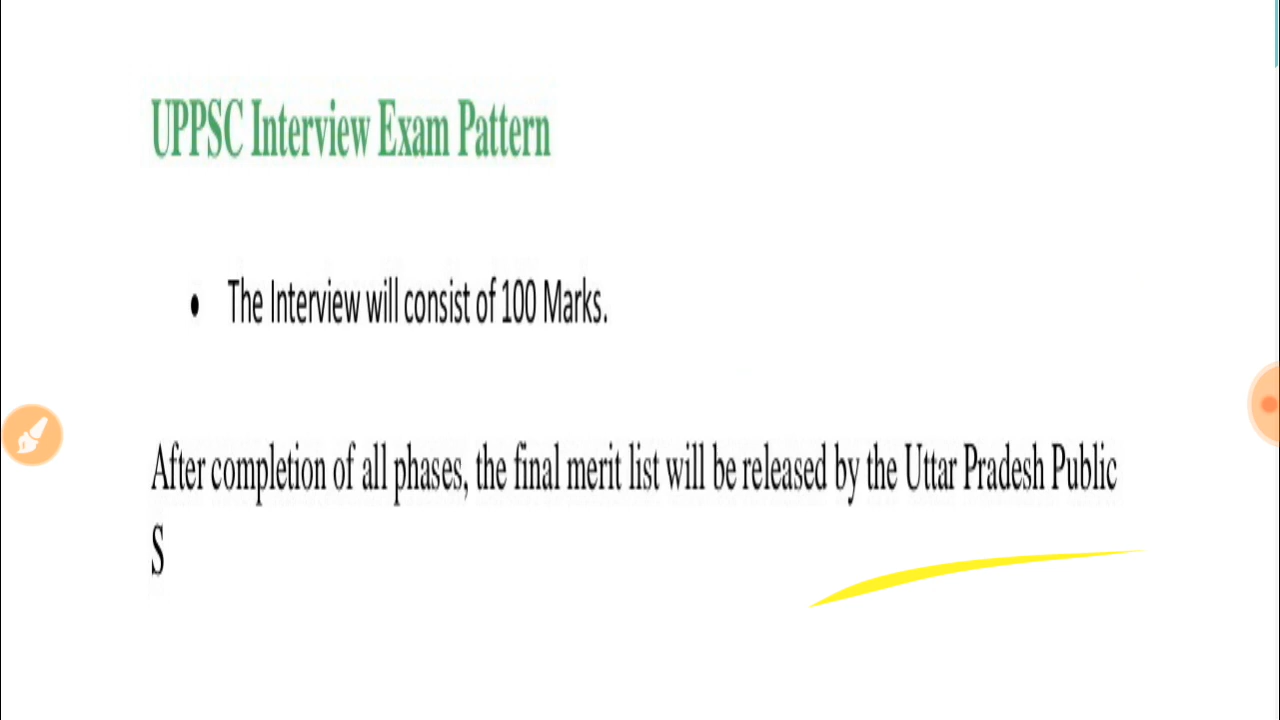 UPPSC Interview Exam Pattern
• The Interview will consist of 100 Marks.
After completion of all phases, the final merit list will be released by the Uttar Pradesh Public
S